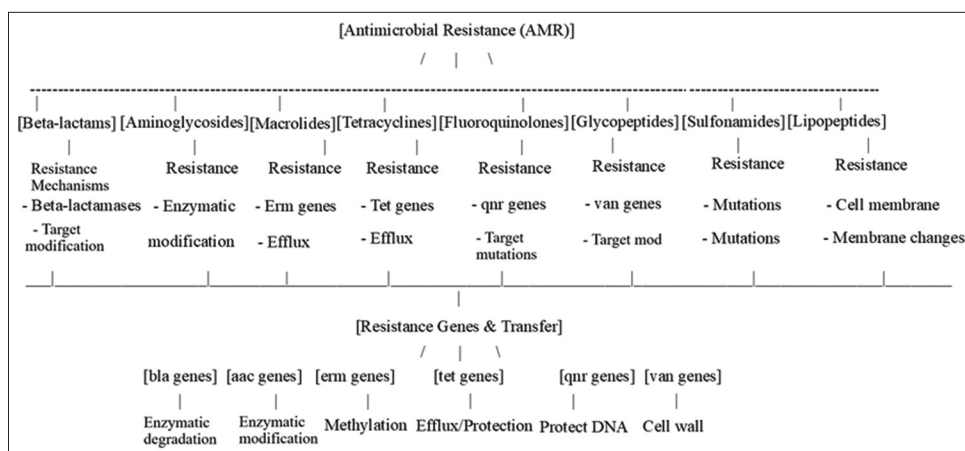 [Antimicrobial Resistance (AMR)]
/ | \
[Beta-lactams] [Aminoglycosides] [Macrolides] [Tetracyclines] [Fluoroquinolones] [Glycopeptides] [Sulfonamides] [Lipopeptides]
Resistance Resistance Resistance Resistance Resistance Resistance Resistance Resistance
Mechanisms
- Beta-lactamases - Enzymatic - Erm genes - Tet genes - qnr genes - van genes - Mutations - Cell membrane
- Target modification - Efflux - Efflux - Target - Target mod - Mutations - Membrane changes
modification mutations
[Resistance Genes & Transfer]
/ | \
[bla genes] [aac genes] [erm genes] [tet genes] [qnr genes] [van genes]
Enzymatic Enzymatic Methylation Efflux/Protection Protect DNA Cell wall
degradation modification